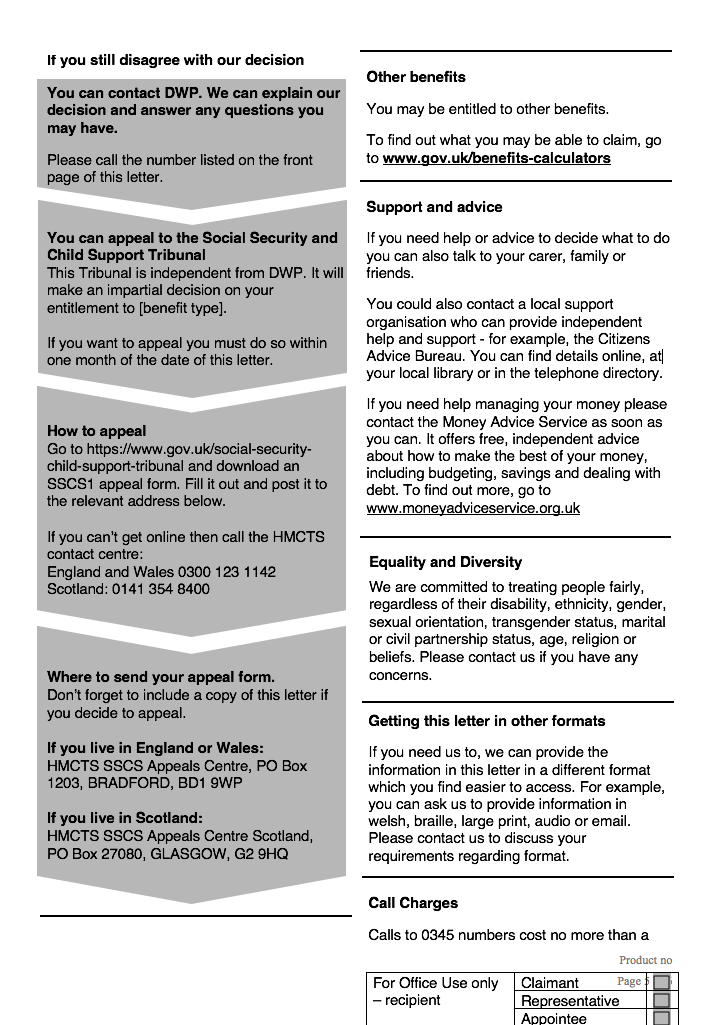 If you still disagree with our decision
You can contact DWP. We can explain our
decision and answer any questions you
may have.
Please call the number listed on the front
page of this letter.
You can appeal to the Social Security and
Child Support Tribunal
This Tribunal is independent from DWP. It will
make an impartial decision on your
entitlement to [benefit type].
If you want to appeal you must do so within
one month of the date of this letter.
How to appeal
Go to https://www.gov.uk/social-security-
child-support-tribunal and download an
SSCS1 appeal form. Fill it out and post it to
the relevant address below.
If you can't get online then call the HMCTS
contact centre:
England and Wales 0300 123 1142
Scotland: 0141 354 8400
Where to send your appeal form.
Don't forget to include a copy of this letter if
you decide to appeal.
If you live in England or Wales:
HMCTS SSCS Appeals Centre, PO Box
1203, BRADFORD, BD1 9WP
If you live in Scotland:
HMCTS SSCS Appeals Centre Scotland,
PO Box 27080, GLASGOW, G2 9HQ
Other benefits
You may be entitled to other benefits.
To find out what you may be able to claim, go
to www.gov.uk/benefits-calculators
Support and advice
If you need help or advice to decide what to do
you can also talk to your carer, family or
friends.
You could also contact a local support
organisation who can provide independent
help and support - for example, the Citizens
Advice Bureau. You can find details online, at
your local library or in the telephone directory.
If you need help managing your money please
contact the Money Advice Service as soon as
you can. It offers free, independent advice
about how to make the best of your money,
including budgeting, savings and dealing with
debt. To find out more, go to
www.moneyadviceservice.org.uk
Equality and Diversity
We are committed to treating people fairly,
regardless of their disability, ethnicity, gender,
sexual orientation, transgender status, marital
or civil partnership status, age, religion or
beliefs. Please contact us if you have any
concerns.
Getting this letter in other formats
If you need us to, we can provide the
information in this letter in a different format
which you find easier to access. For example,
you can ask us to provide information in
welsh, braille, large print, audio or email.
Please contact us to discuss your
requirements regarding format.
Call Charges
Calls to 0345 numbers cost no more than a
Product no
Page 5
For Office Use only
– recipient
Claimant
Representative
Appointee